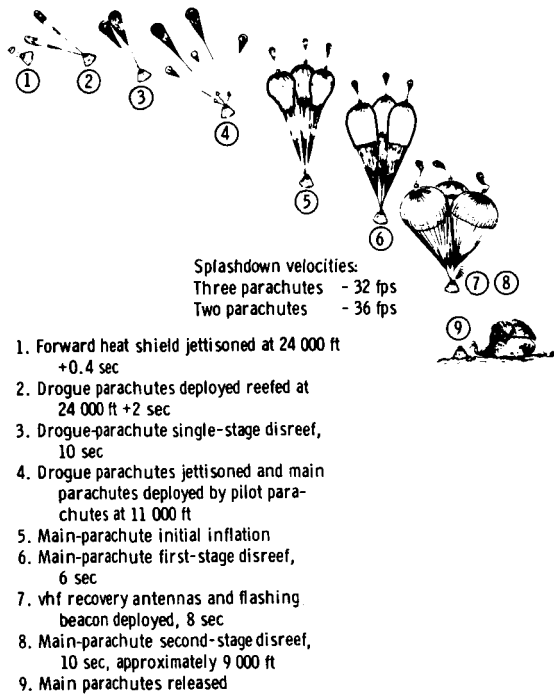 1
2
3
4
5
6
7 8
9
Splashdown velocities:
Three parachutes - 32 fps
Two parachutes - 36 fps
1. Forward heat shield jettisoned at 24 000 ft
+0.4 sec
2. Drogue parachutes deployed reefed at
24 000 ft +2 sec
3. Drogue-parachute single-stage disreef,
10 sec
4. Drogue parachutes jettisoned and main
parachutes deployed by pilot para-
chutes at 11 000 ft
5. Main-parachute initial inflation
6. Main-parachute first-stage disreef,
6 sec
7. vhf recovery antennas and flashing
beacon deployed, 8 sec
8. Main-parachute second-stage disreef,
10 sec, approximately 9 000 ft
9. Main parachutes released